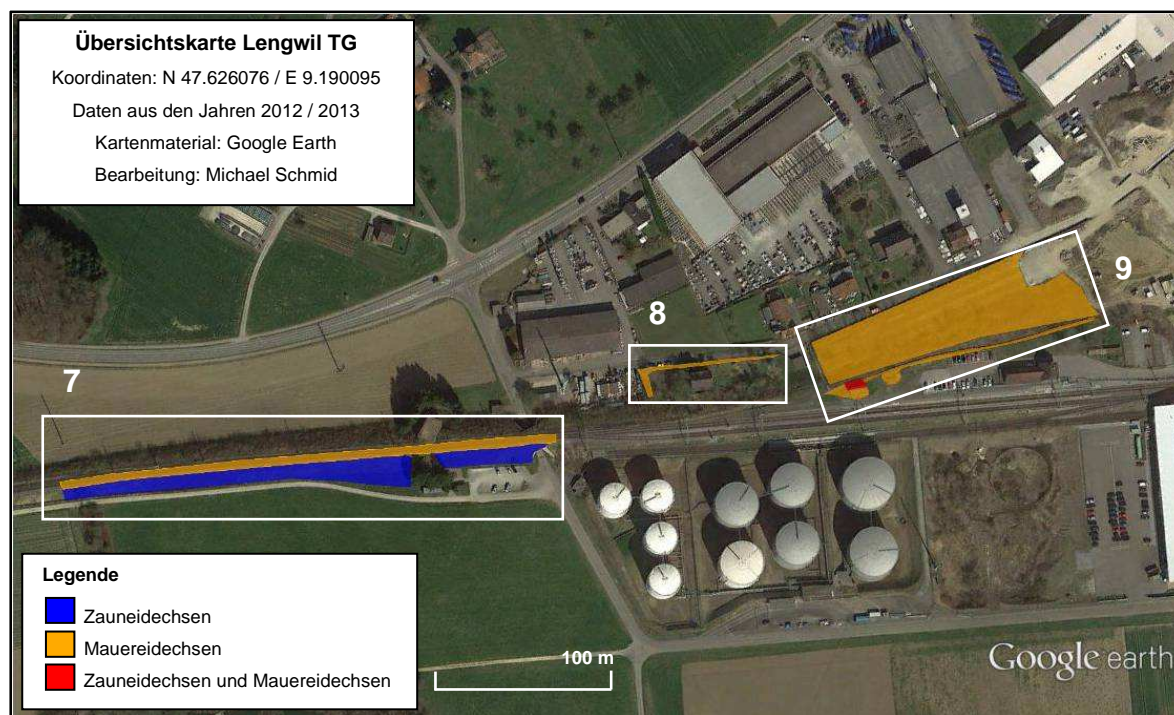 Übersichtskarte Lengwil TG
Koordinaten: N 47.626076 / E 9.190095
Daten aus den Jahren 2012 / 2013
Kartenmaterial: Google Earth
Bearbeitung: Michael Schmid
9
8
7
Legende
Zauneidechsen
Mauereidechsen
Zauneidechsen und Mauereidechsen
100 m
Google earth